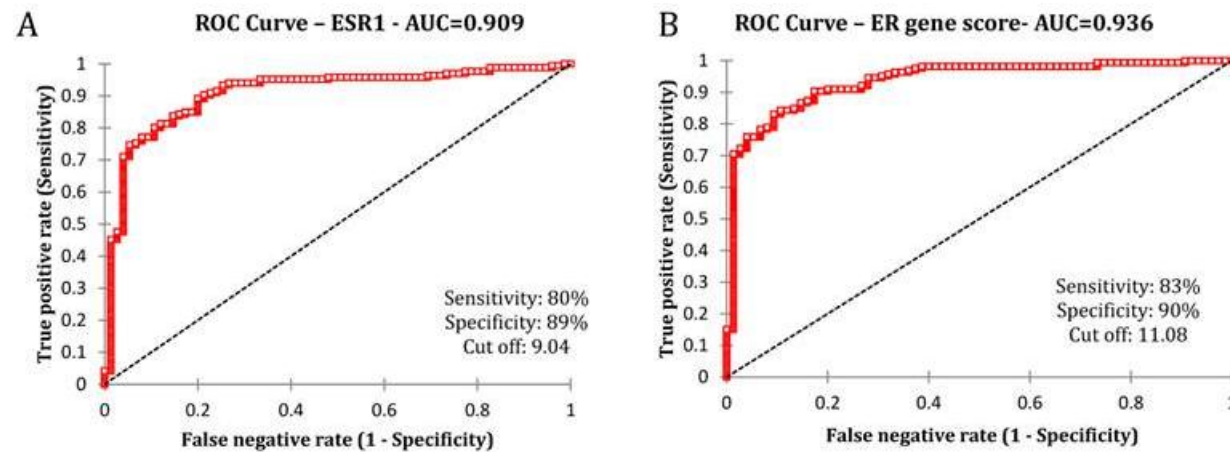 A
ROC Curve – ESR1 - AUC=0.909
True positive rate (Sensitivity)
1
0.9
0.8
0.7
0.6
0.5
0.4
0.3
0.2
0.1
0
Sensitivity: 80%
Specificity: 89%
Cut off: 9.04
0 0.2 0.4 0.6 0.8 1
False negative rate (1 - Specificity)
B
ROC Curve – ER gene score- AUC=0.936
True positive rate (Sensitivity)
1
0.9
0.8
0.7
0.6
0.5
0.4
0.3
0.2
0.1
0
Sensitivity: 83%
Specificity: 90%
Cut off: 11.08
0 0.2 0.4 0.6 0.8 1
False negative rate (1 - Specificity)